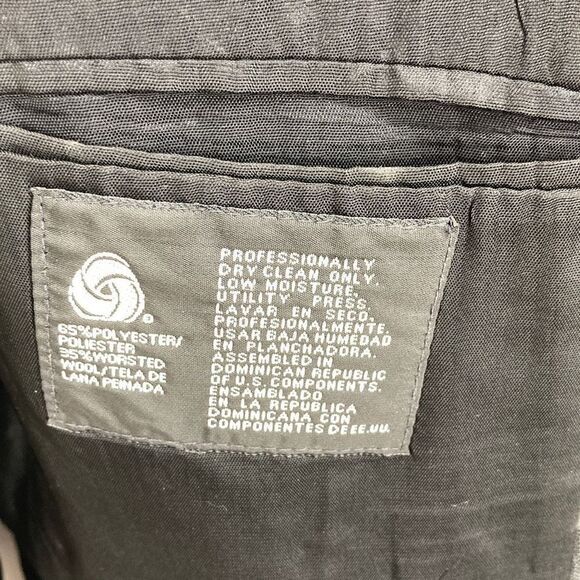 ®
65% POLYESTER/
POLIESTER
35% WORSTED
WOOL/TELA DE
LANA PEINADA
PROFESSIONALLY
DRY CLEAN ONLY.
LOW MOISTURE.
UTILITY PRESS.
LAVAR EN SECO.
PROFESIONALMENTE.
USAR BAJA HUMEDAD
EN PLANCHADORA.
ASSEMBLED IN
DOMINICAN REPUBLIC
OF U.S. COMPONENTS.
ENSAMBLADO
EN LA REPUBLICA
DOMINICANA CON
COMPONENTES DE EE.UU.